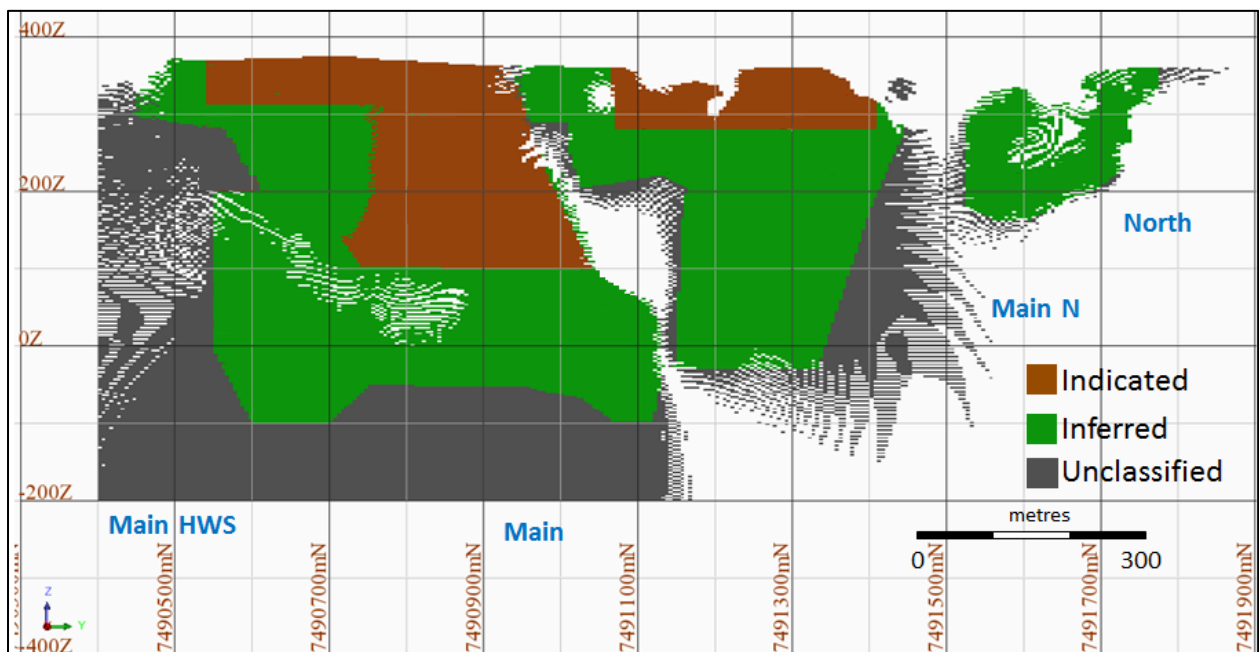 400Z
200Z
0Z
-200Z
-400Z
North
Main N
Indicated
Inferred
Unclassified
Main HWS
Main
metres
0 300
7490500mN
7490700mN
7490900mN
7491100mN
7491300mN
7491500mN
7491700mN
7491900mN
Z
Y